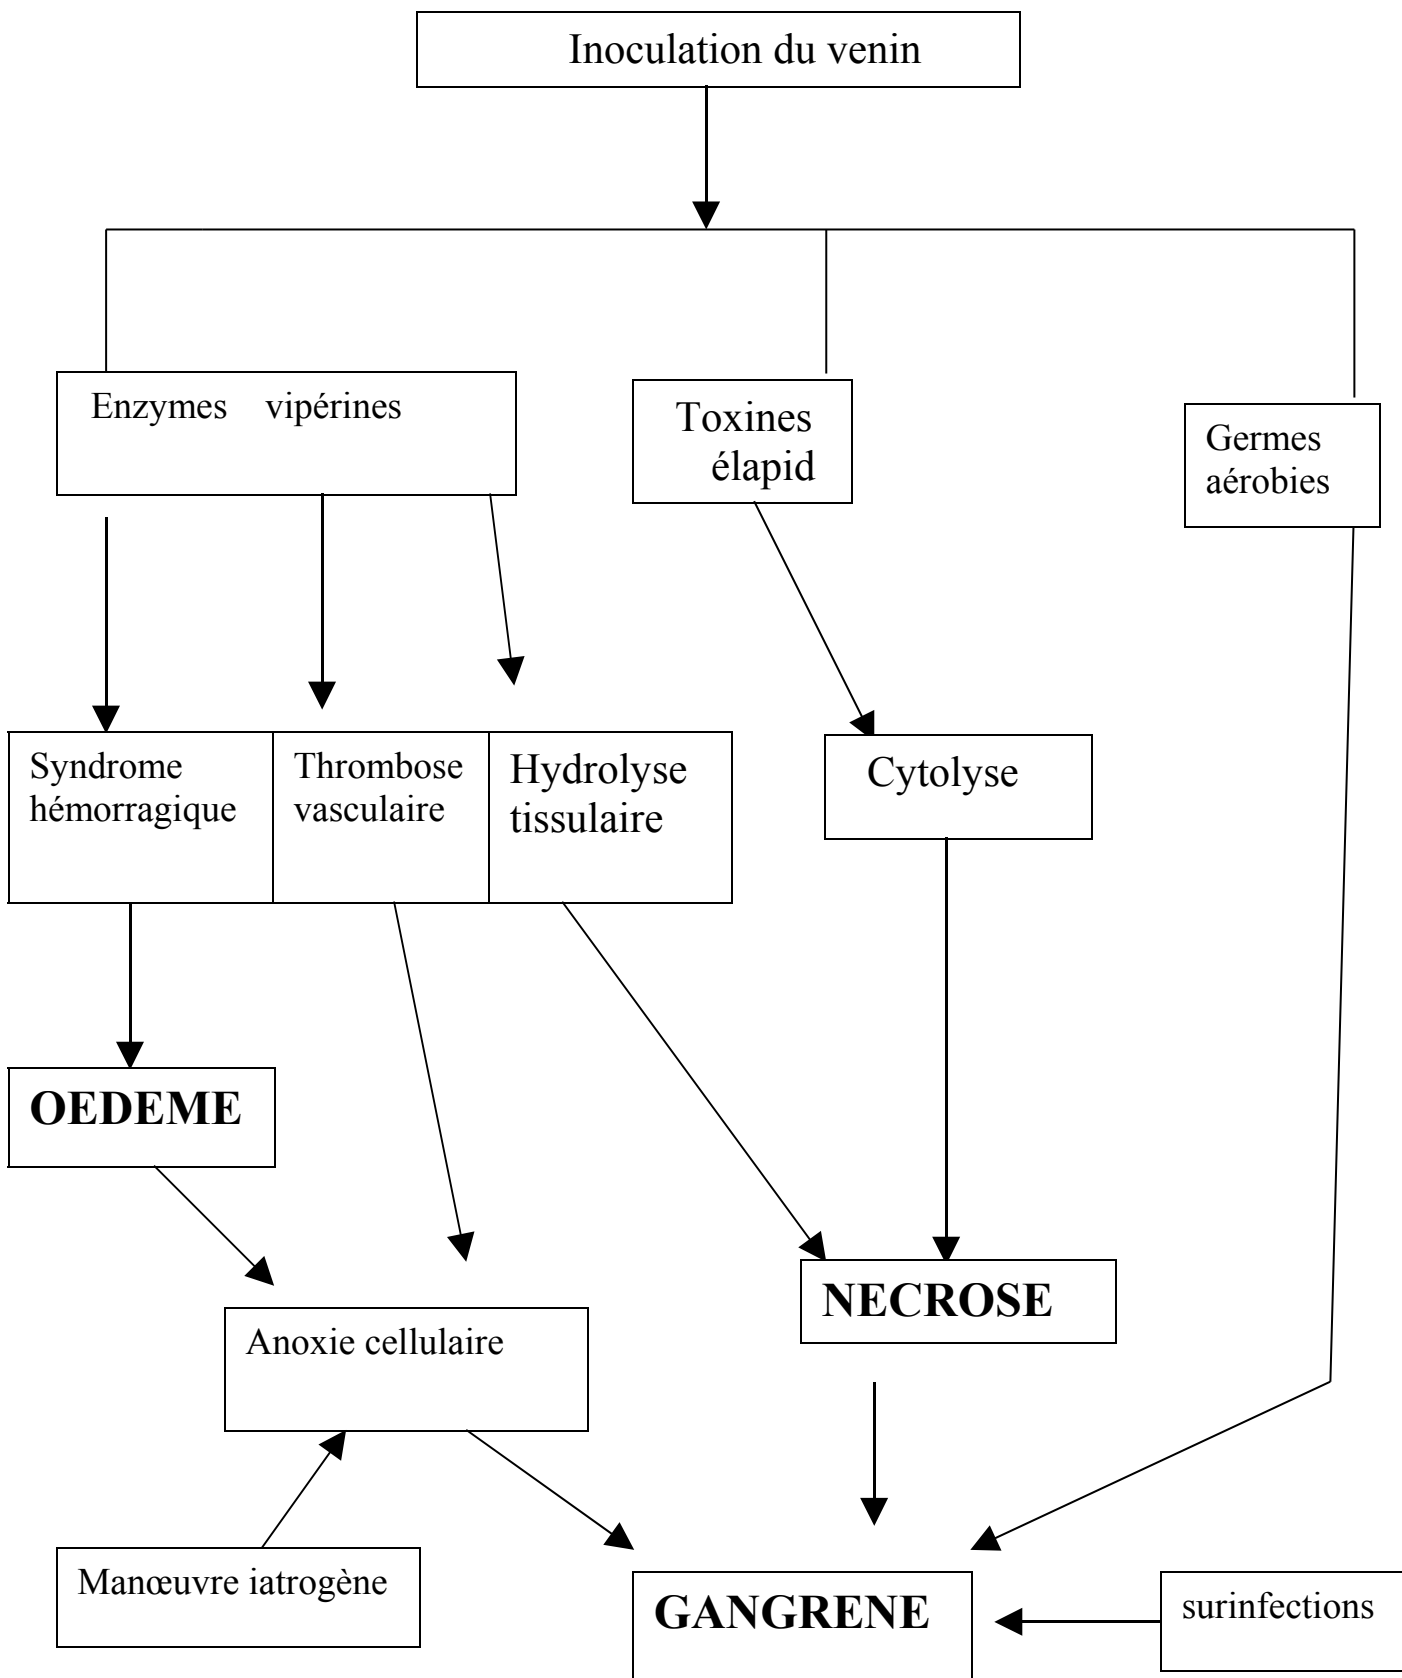 Inoculation du venin
Enzymes vipérines
Toxines
élapid
Germes
aérobies
Syndrome
hémorragique
Thrombose
vasculaire
Hydrolyse
tissulaire
Cytolyse
OEDEME
NECROSE
Anoxie cellulaire
Manœuvre iatrogène
GANGRENE
surinfections